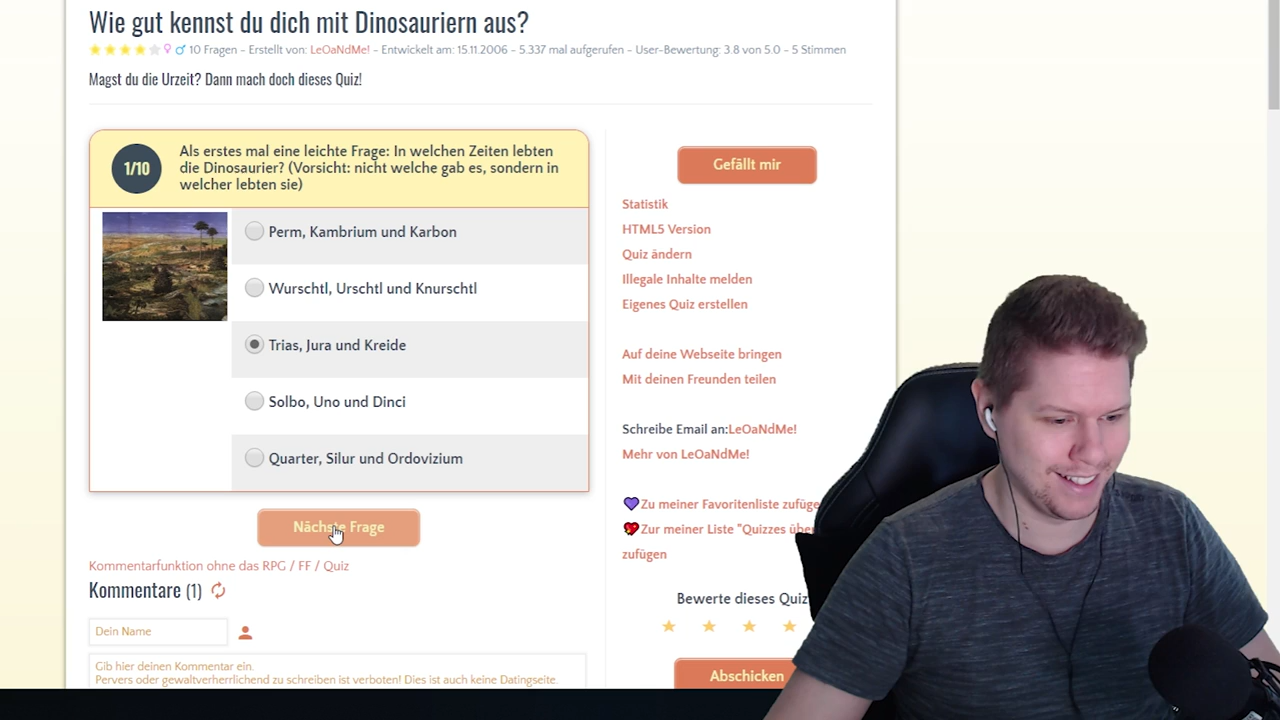 Wie gut kennst du dich mit Dinosauriern aus?
10 Fragen - Erstellt von: LeOaNdMe! - Entwickelt am: 15.11.2006 - 5.337 mal aufgerufen - User-Bewertung: 3.8 von 5.0 - 5 Stimmen
Magst du die Urzeit? Dann mach doch dieses Quiz!
1/10
Als erstes mal eine leichte Frage: In welchen Zeiten lebten
die Dinosaurier? (Vorsicht: nicht welche gab es, sondern in
welcher lebten sie)
Perm, Kambrium und Karbon
Wurschtl, Urschtl und Knurschtl
Trias, Jura und Kreide
Solbo, Uno und Dinci
Quarter, Silur und Ordovizium
Nächste Frage
Kommentarfunktion ohne das RPG / FF / Quiz
Kommentare (1)
Dein Name
Gib hier deinen Kommentar ein.
Pervers oder gewaltverherrlichend zu schreiben ist verboten! Dies ist auch keine Datingseite.
Gefällt mir
Statistik
HTML5 Version
Quiz ändern
Illegale Inhalte melden
Eigenes Quiz erstellen
Auf deine Webseite bringen
Mit deinen Freunden teilen
Schreibe Email an:LeOaNdMe!
Mehr von LeOaNdMe!
Zu meiner Favoritenliste zufüge
Zur meiner Liste "Quizzes über
zufügen
Bewerte dieses Quiz
Abschicken